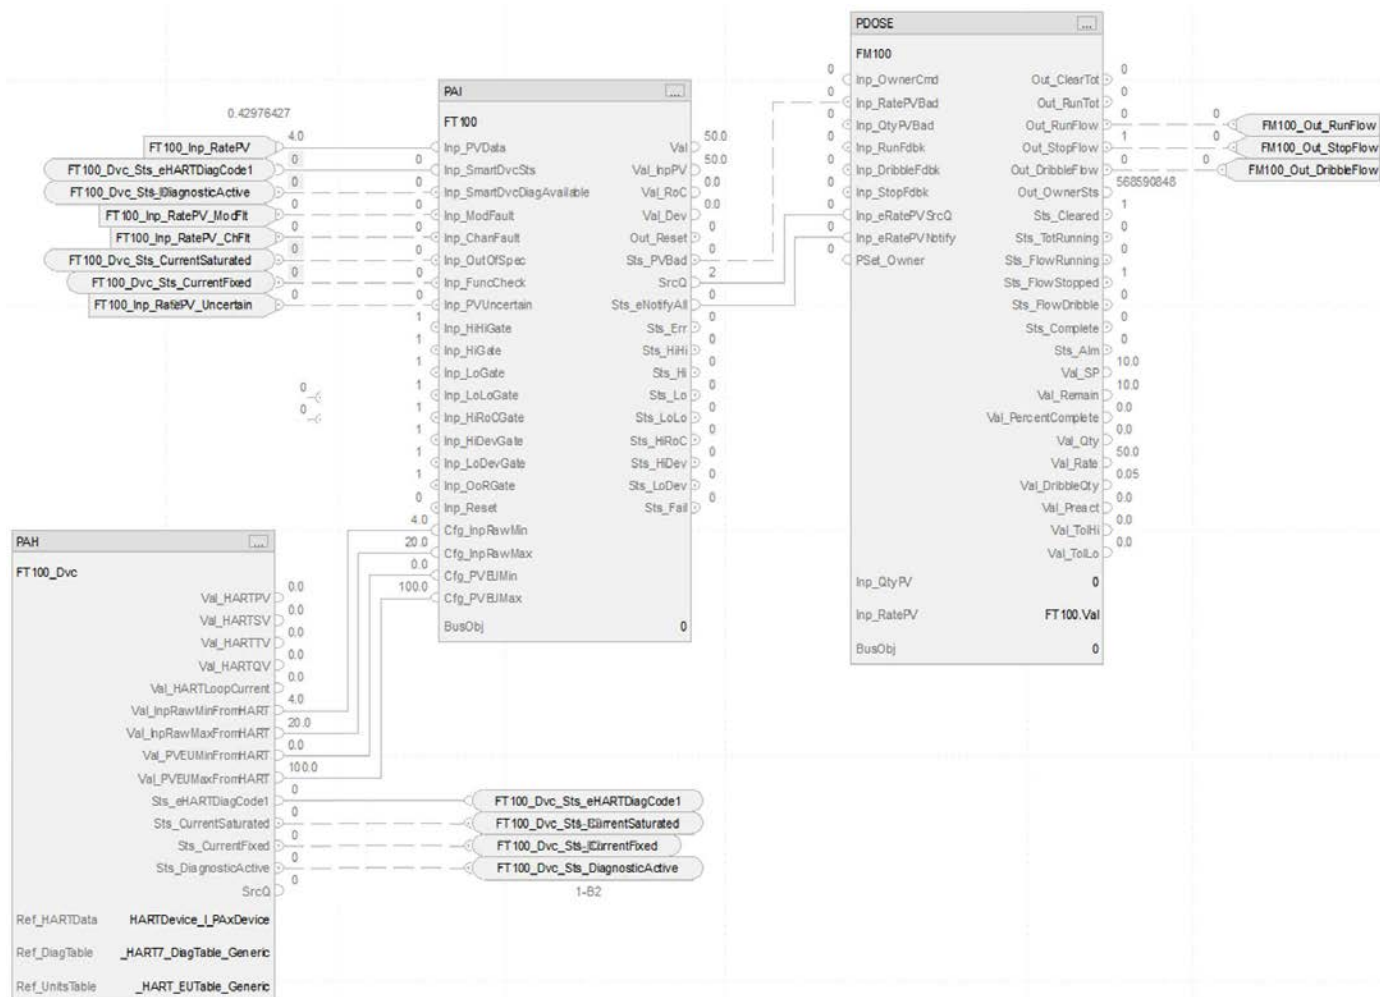 0.42976427
FT100_Inp_RatePV 4.0
FT100_Dvc_Sts_eHARTDiagCode1 0 0
FT100_Dvc_Sts_DiagnosticActive 0 0
FT100_Inp_RatePV_ModFlt 0 0
FT100_Inp_RatePV_ChFlt 0 0
FT100_Dvc_Sts_CurrentSaturated 0 0
FT100_Dvc_Sts_CurrentFixed 0 0
FT100_Inp_RatePV_Uncertain 0 0
0
0
PAI ...
FT100
Inp_PVData Val 50.0
Inp_SmartDvcSts Val_InpPV 50.0
Inp_SmartDvcDiagAvailable Val_RoC 0.0
Inp_ModFault Val_Dev 0.0
Inp_ChanFault Out_Reset 0
Inp_OutOfSpec Sts_PVBad 0
Inp_FuncCheck SrcQ 2
Inp_PVUncertain Sts_eNotifyAll 0
1 Inp_HiHiGate Sts_Err 0
1 Inp_HiGate Sts_HiHi 0
1 Inp_LoGate Sts_Hi 0
1 Inp_LoLoGate Sts_Lo 0
1 Inp_HiRoCGate Sts_LoLo 0
1 Inp_HiDevGate Sts_HiRoC 0
1 Inp_LoDevGate Sts_HiDev 0
1 Inp_OoRGate Sts_LoDev 0
0 Inp_Reset Sts_Fail 0
4.0 Cfg_InpRawMin
20.0 Cfg_InpRawMax
0.0 Cfg_PVEUMin
100.0 Cfg_PVEUMax
BusObj 0
PDOSE ...
FM100
0 Inp_OwnerCmd Out_ClearTot 0
0 Inp_RatePVBad Out_RunTot 0
0 Inp_QtyPVBad Out_RunFlow 0 0 FM100_Out_RunFlow
0 Inp_RunFdbk Out_StopFlow 1 0 FM100_Out_StopFlow
0 Inp_DribbleFdbk Out_DribbleFlow 0 0 FM100_Out_DribbleFlow
0 Inp_StopFdbk Out_OwnerSts 568590848
0 Inp_eRatePVSrcQ Sts_Cleared 1
0 Inp_eRatePVNotify Sts_TotRunning 0
0 PSet_Owner Sts_FlowRunning 0
Sts_FlowStopped 1
Sts_FlowDribble 0
Sts_Complete 0
Sts_Alm 0
Val_SP 10.0
Val_Remain 10.0
Val_PercentComplete 0.0
Val_Qty 0.0
Val_Rate 50.0
Val_DribbleQty 0.05
Val_Preact 0.0
Val_TolHi 0.0
Val_TolLo 0.0
Inp_QtyPV 0
Inp_RatePV FT100.Val
BusObj 0
PAH ...
FT100_Dvc
Val_HARTPV 0.0
Val_HARTSV 0.0
Val_HARTTV 0.0
Val_HARTQV 0.0
Val_HARTLoopCurrent 0.0
Val_InpRawMinFromHART 4.0
Val_InpRawMaxFromHART 20.0
Val_PVEUMinFromHART 0.0
Val_PVEUMaxFromHART 100.0
Sts_eHARTDiagCode1 0 FT100_Dvc_Sts_eHARTDiagCode1
Sts_CurrentSaturated 0 FT100_Dvc_Sts_CurrentSaturated
Sts_CurrentFixed 0 FT100_Dvc_Sts_CurrentFixed
Sts_DiagnosticActive 0 FT100_Dvc_Sts_DiagnosticActive
SrcQ 0
1-B2
Ref_HARTData HARTDevice_I_PAxDevice
Ref_DiagTable _HART7_DiagTable_Generic
Ref_UnitsTable _HART_EUTable_Generic